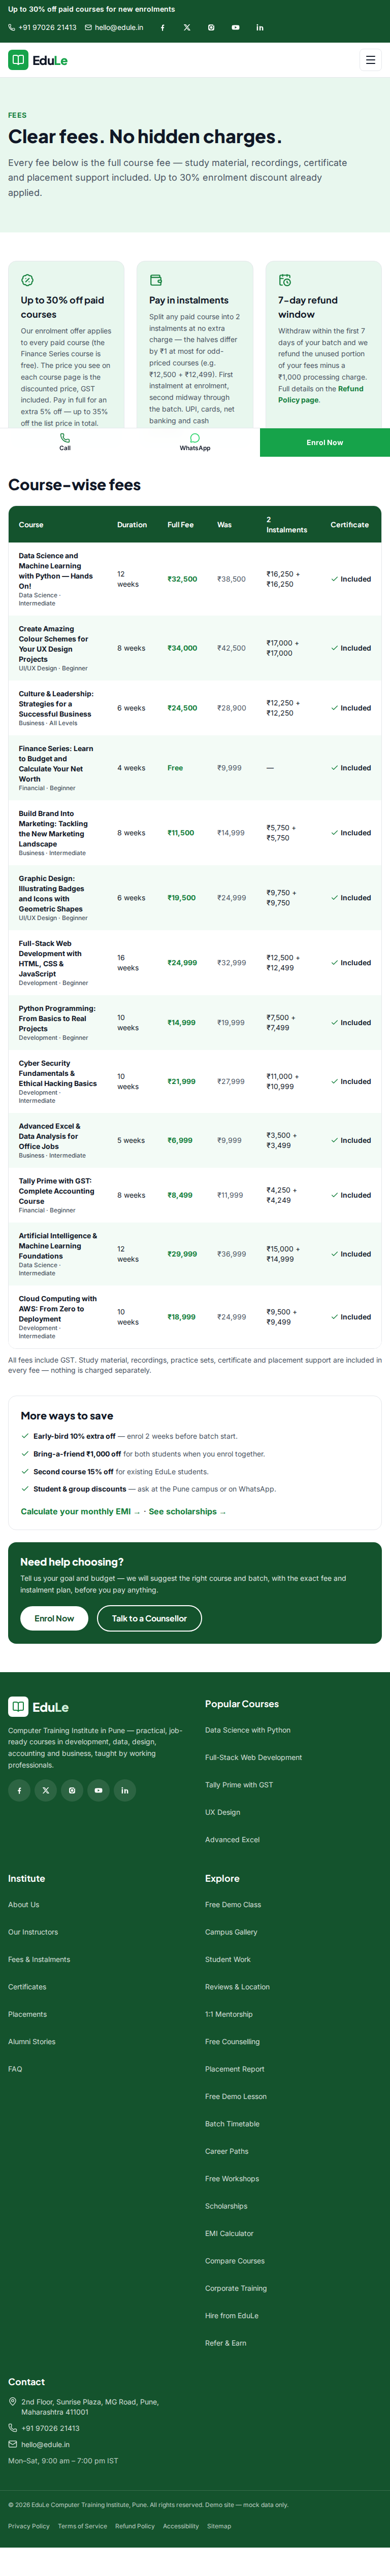 Up to 30% off paid courses for new enrolments
+91 97026 21413 hello@edule.in
EduLe
FEES
Clear fees. No hidden charges.
Every fee below is the full course fee — study material, recordings, certificate
and placement support included. Up to 30% enrolment discount already
applied.
Up to 30% off paid
courses
Our enrolment offer applies
to every paid course (the
Finance Series course is
free). The price you see on
each course page is the
discounted price, GST
included. Pay in full for an
extra 5% off — up to 35%
off the list price in total.
Pay in instalments
Split any paid course into 2
instalments at no extra
charge — the halves differ
by ₹1 at most for odd-
priced courses (e.g.
₹12,500 + ₹12,499). First
instalment at enrolment,
second midway through
the batch. UPI, cards, net
banking and cash
7-day refund
window
Withdraw within the first 7
days of your batch and we
refund the unused portion
of your fees minus a
₹1,000 processing charge.
Full details on the Refund
Policy page.
Call
WhatsApp
Enrol Now
Course-wise fees
Course Duration Full Fee Was 2 Instalments Certificate
Data Science and
Machine Learning
with Python — Hands
On!
Data Science ·
Intermediate
12 weeks ₹32,500 ₹38,500 ₹16,250 + ₹16,250 Included
Create Amazing
Colour Schemes for
Your UX Design
Projects
UI/UX Design · Beginner
8 weeks ₹34,000 ₹42,500 ₹17,000 + ₹17,000 Included
Culture & Leadership:
Strategies for a
Successful Business
Business · All Levels
6 weeks ₹24,500 ₹28,900 ₹12,250 + ₹12,250 Included
Finance Series: Learn
to Budget and
Calculate Your Net
Worth
Financial · Beginner
4 weeks Free ₹9,999 — Included
Build Brand Into
Marketing: Tackling
the New Marketing
Landscape
Business · Intermediate
8 weeks ₹11,500 ₹14,999 ₹5,750 + ₹5,750 Included
Graphic Design:
Illustrating Badges
and Icons with
Geometric Shapes
UI/UX Design · Beginner
6 weeks ₹19,500 ₹24,999 ₹9,750 + ₹9,750 Included
Full-Stack Web
Development with
HTML, CSS &
JavaScript
Development · Beginner
16 weeks ₹24,999 ₹32,999 ₹12,500 + ₹12,499 Included
Python Programming:
From Basics to Real
Projects
Development · Beginner
10 weeks ₹14,999 ₹19,999 ₹7,500 + ₹7,499 Included
Cyber Security
Fundamentals &
Ethical Hacking Basics
Development ·
Intermediate
10 weeks ₹21,999 ₹27,999 ₹11,000 + ₹10,999 Included
Advanced Excel &
Data Analysis for
Office Jobs
Business · Intermediate
5 weeks ₹6,999 ₹9,999 ₹3,500 + ₹3,499 Included
Tally Prime with GST:
Complete Accounting
Course
Financial · Beginner
8 weeks ₹8,499 ₹11,999 ₹4,250 + ₹4,249 Included
Artificial Intelligence &
Machine Learning
Foundations
Data Science ·
Intermediate
12 weeks ₹29,999 ₹36,999 ₹15,000 + ₹14,999 Included
Cloud Computing with
AWS: From Zero to
Deployment
Development ·
Intermediate
10 weeks ₹18,999 ₹24,999 ₹9,500 + ₹9,499 Included
All fees include GST. Study material, recordings, practice sets, certificate and placement support are included in
every fee — nothing is charged separately.
More ways to save
Early-bird 10% extra off — enrol 2 weeks before batch start.
Bring-a-friend ₹1,000 off for both students when you enrol together.
Second course 15% off for existing EduLe students.
Student & group discounts — ask at the Pune campus or on WhatsApp.
Calculate your monthly EMI → · See scholarships →
Need help choosing?
Tell us your goal and budget — we will suggest the right course and batch, with the exact fee and
instalment plan, before you pay anything.
Enrol Now Talk to a Counsellor
EduLe
Computer Training Institute in Pune — practical, job-
ready courses in development, data, design,
accounting and business, taught by working
professionals.
Popular Courses
Data Science with Python
Full-Stack Web Development
Tally Prime with GST
UX Design
Advanced Excel
Institute
About Us
Our Instructors
Fees & Instalments
Certificates
Placements
Alumni Stories
FAQ
Explore
Free Demo Class
Campus Gallery
Student Work
Reviews & Location
1:1 Mentorship
Free Counselling
Placement Report
Free Demo Lesson
Batch Timetable
Career Paths
Free Workshops
Scholarships
EMI Calculator
Compare Courses
Corporate Training
Hire from EduLe
Refer & Earn
Contact
2nd Floor, Sunrise Plaza, MG Road, Pune,
Maharashtra 411001
+91 97026 21413
hello@edule.in
Mon–Sat, 9:00 am – 7:00 pm IST
© 2026 EduLe Computer Training Institute, Pune. All rights reserved. Demo site — mock data only.
Privacy Policy Terms of Service Refund Policy Accessibility Sitemap